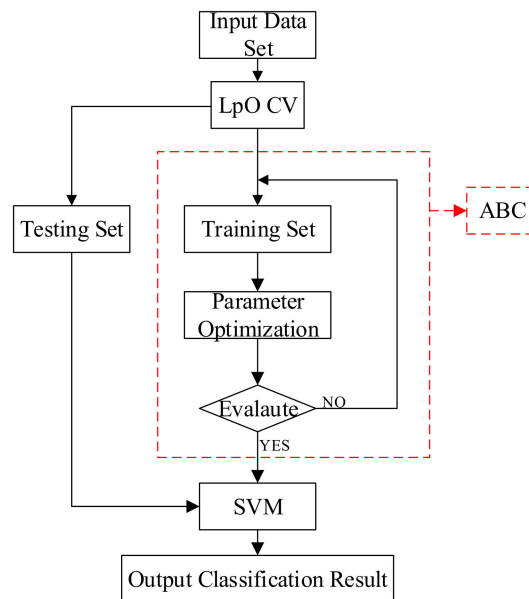 Input Data
Set
LpO CV
Testing Set
Training Set
ABC
Parameter
Optimization
Evalaute
NO
YES
SVM
Output Classification Result